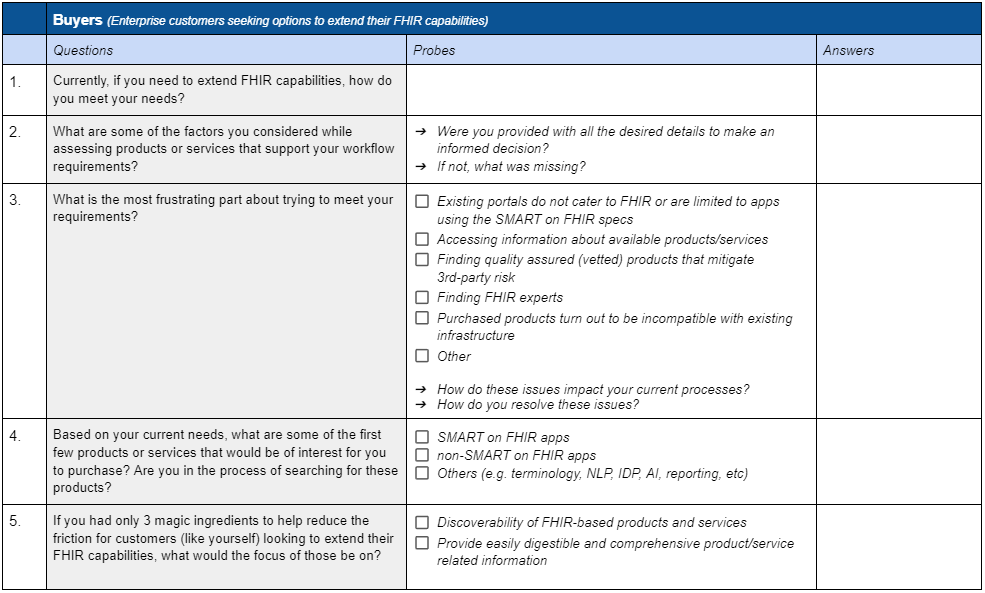 Buyers (Enterprise customers seeking options to extend their FHIR capabilities)
Questions
Probes
Answers
1.
Currently, if you need to extend FHIR capabilities, how do
you meet your needs?
2.
What are some of the factors you considered while
assessing products or services that support your workflow
requirements?
➔ Were you provided with all the desired details to make an
informed decision?
➔ If not, what was missing?
3.
What is the most frustrating part about trying to meet your
requirements?
☐ Existing portals do not cater to FHIR or are limited to apps
using the SMART on FHIR specs
☐ Accessing information about available products/services
☐ Finding quality assured (vetted) products that mitigate
3rd-party risk
☐ Finding FHIR experts
☐ Purchased products turn out to be incompatible with existing
infrastructure
☐ Other
➔ How do these issues impact your current processes?
➔ How do you resolve these issues?
4.
Based on your current needs, what are some of the first
few products or services that would be of interest for you
to purchase? Are you in the process of searching for these
products?
☐ SMART on FHIR apps
☐ non-SMART on FHIR apps
☐ Others (e.g. terminology, NLP, IDP, AI, reporting, etc)
5.
If you had only 3 magic ingredients to help reduce the
friction for customers (like yourself) looking to extend their
FHIR capabilities, what would the focus of those be on?
☐ Discoverability of FHIR-based products and services
☐ Provide easily digestible and comprehensive product/service
related information